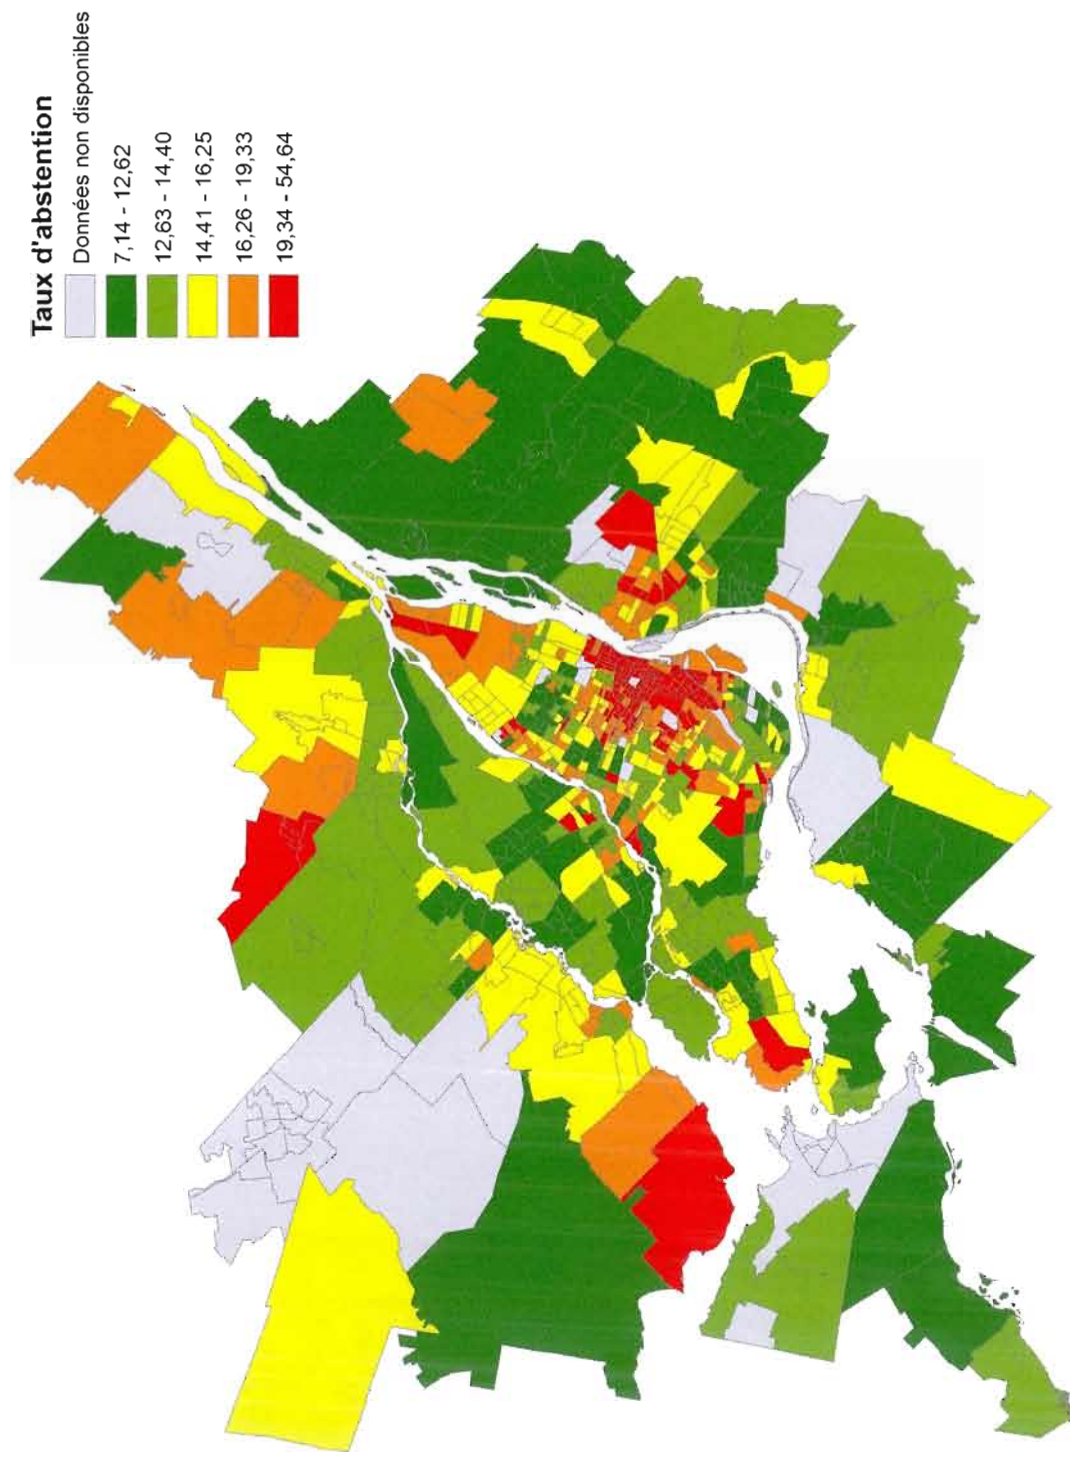 Taux d'abstention
Données non disponibles
7,14 - 12,62
12,63 - 14,40
14,41 - 16,25
16,26 - 19,33
19,34 - 54,64